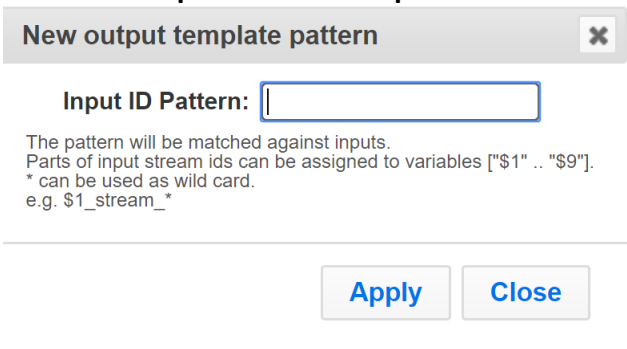 New output template pattern
Input ID Pattern:
The pattern will be matched against inputs.
Parts of input stream ids can be assigned to variables ["$1" .. "$9"].
* can be used as wild card.
e.g. $1_stream_*
Apply Close